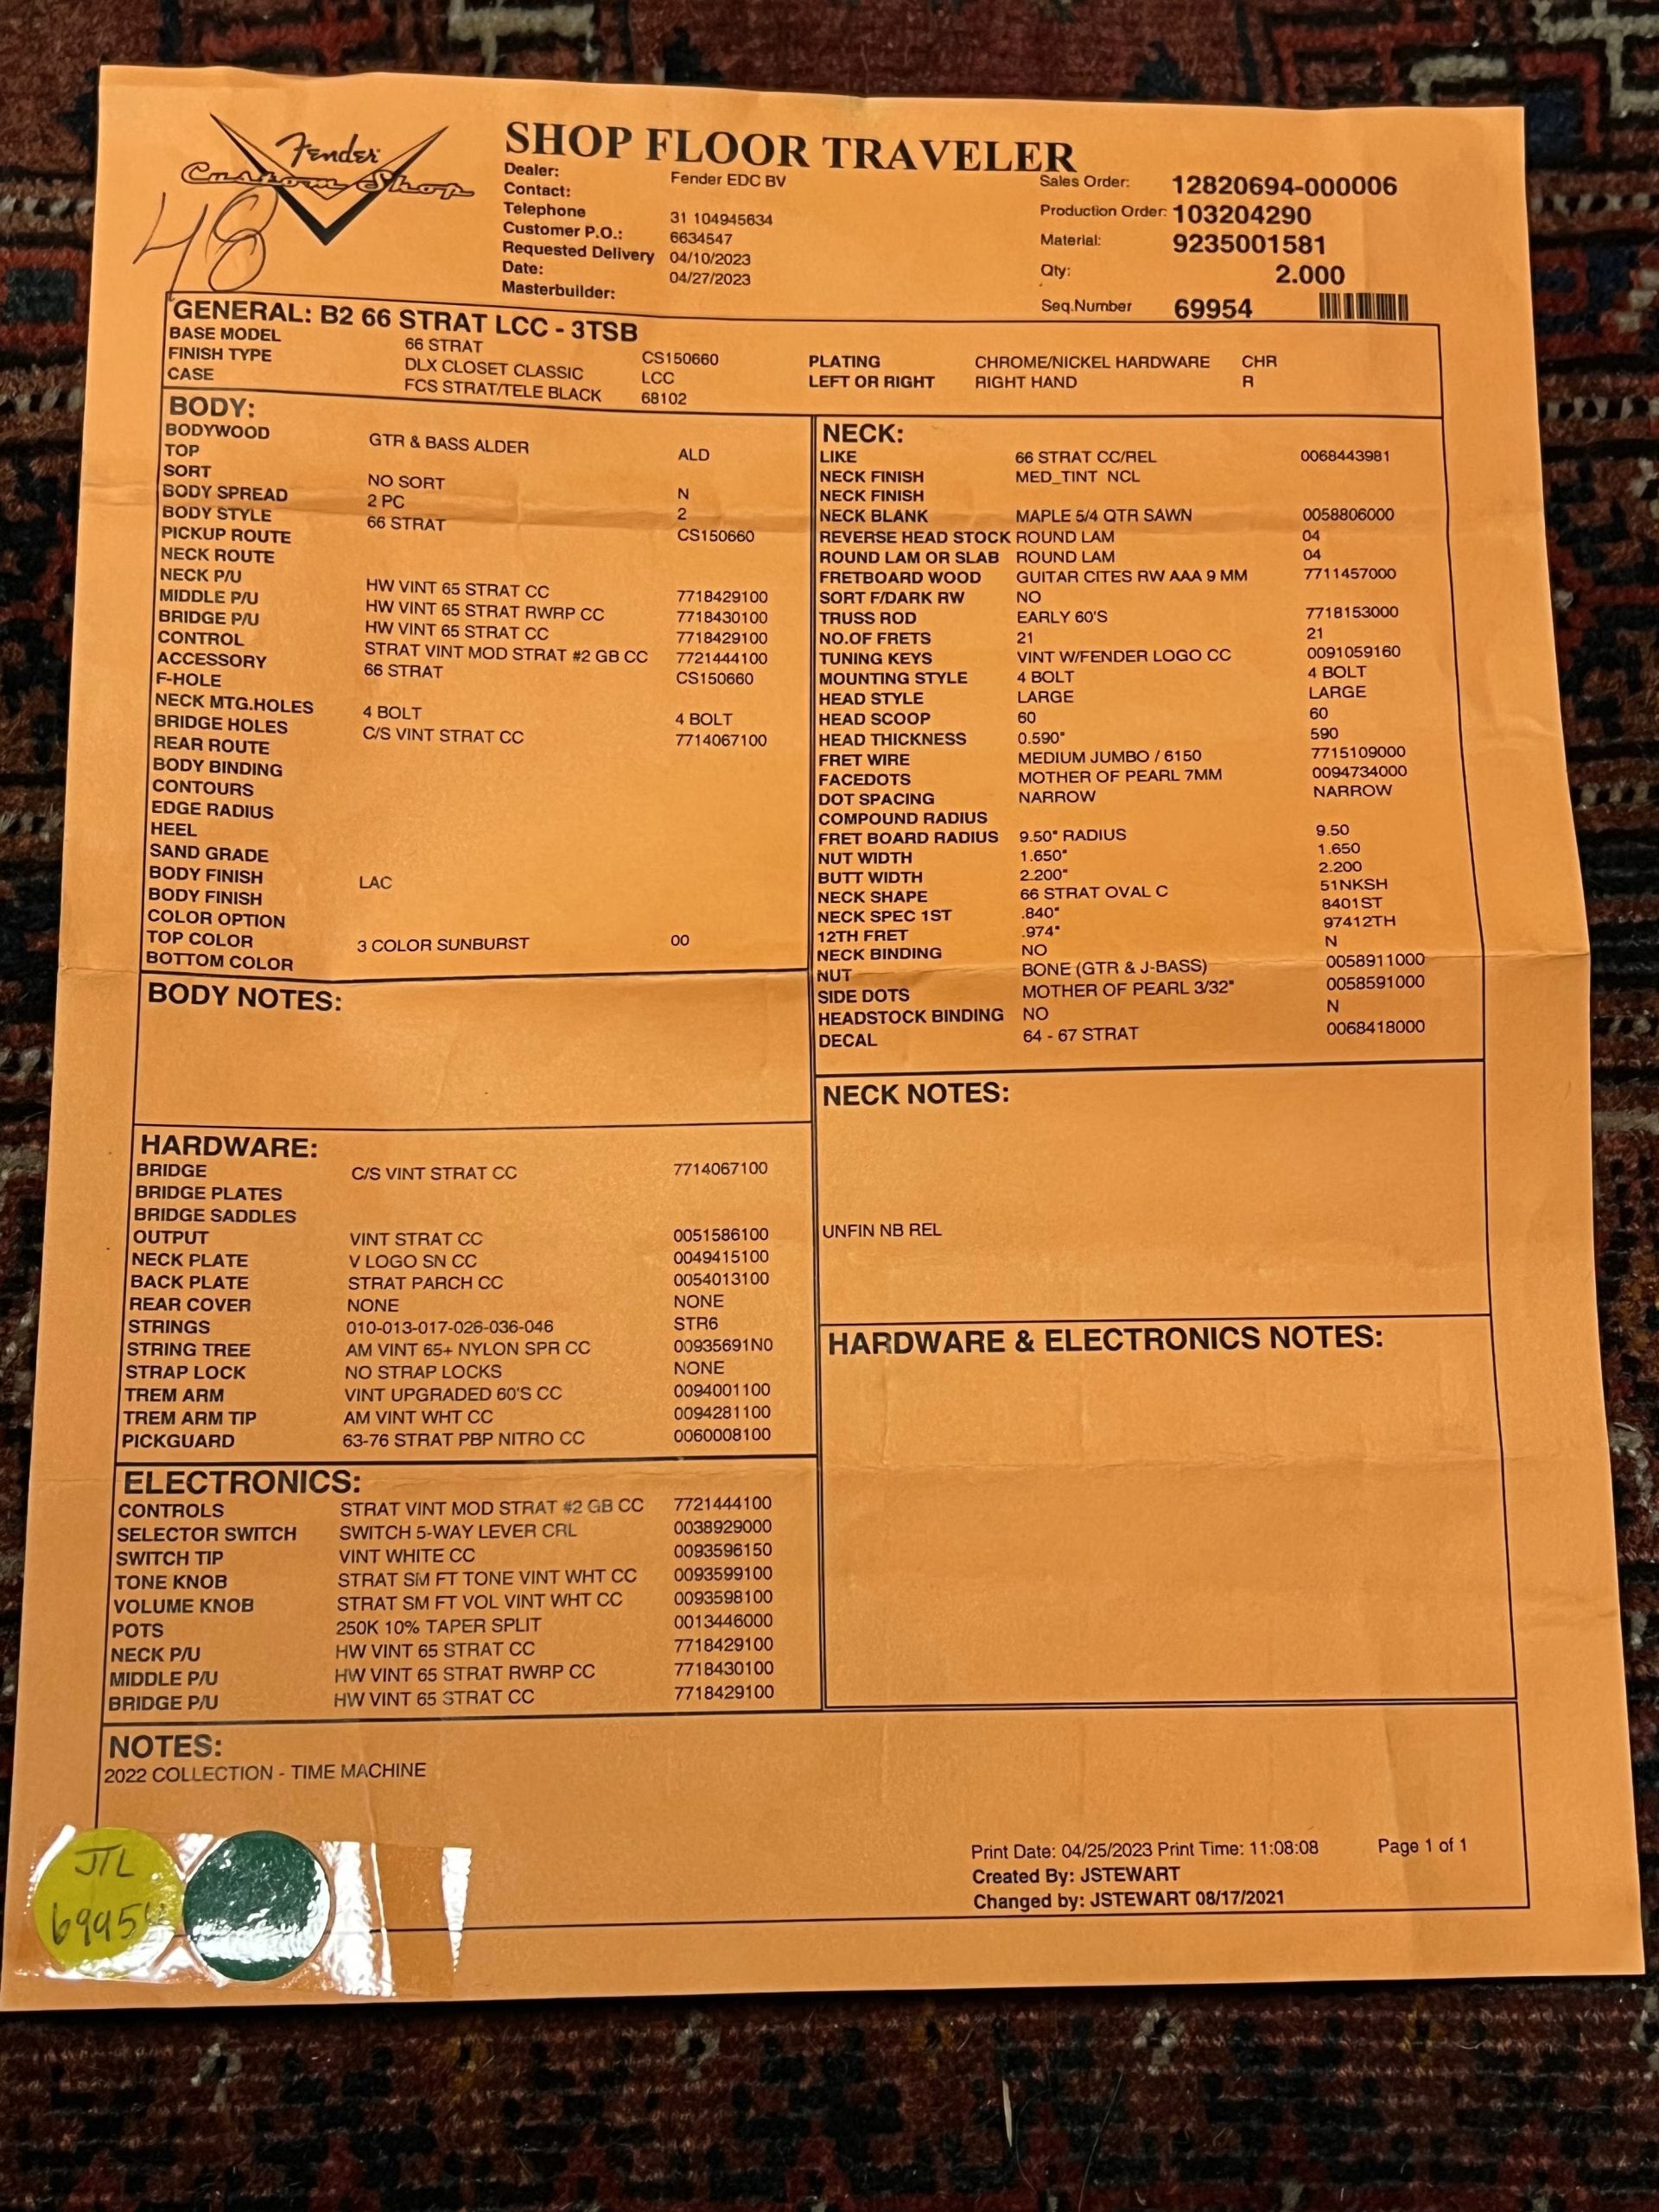 Fender
Custom Shop
48
SHOP FLOOR TRAVELER
Dealer: Fender EDC BV
Contact:
Telephone 31 104945634
Customer P.O.: 6634547
Requested Delivery 04/10/2023
Date: 04/27/2023
Masterbuilder:
Sales Order: 12820694-000006
Production Order: 103204290
Material: 9235001581
Qty: 2.000
Seq.Number 69954
GENERAL: B2 66 STRAT LCC - 3TSB
BASE MODEL 66 STRAT CS150660
FINISH TYPE DLX CLOSET CLASSIC LCC
CASE FCS STRAT/TELE BLACK 68102
PLATING CHROME/NICKEL HARDWARE CHR
LEFT OR RIGHT RIGHT HAND R
BODY:
BODYWOOD GTR & BASS ALDER ALD
TOP
SORT NO SORT N
BODY SPREAD 2 PC 2
BODY STYLE 66 STRAT CS150660
PICKUP ROUTE
NECK ROUTE
NECK P/U HW VINT 65 STRAT CC 7718429100
MIDDLE P/U HW VINT 65 STRAT RWRP CC 7718430100
BRIDGE P/U HW VINT 65 STRAT CC 7718429100
CONTROL STRAT VINT MOD STRAT #2 GB CC 7721444100
ACCESSORY 66 STRAT CS150660
F-HOLE
NECK MTG.HOLES 4 BOLT 4 BOLT
BRIDGE HOLES C/S VINT STRAT CC 7714067100
REAR ROUTE
BODY BINDING
CONTOURS
EDGE RADIUS
HEEL
SAND GRADE
BODY FINISH LAC
BODY FINISH
COLOR OPTION
TOP COLOR 3 COLOR SUNBURST 00
BOTTOM COLOR
BODY NOTES:
HARDWARE:
BRIDGE C/S VINT STRAT CC 7714067100
BRIDGE PLATES
BRIDGE SADDLES
OUTPUT VINT STRAT CC 0051586100
NECK PLATE V LOGO SN CC 0049415100
BACK PLATE STRAT PARCH CC 0054013100
REAR COVER NONE NONE
STRINGS 010-013-017-026-036-046 STR6
STRING TREE AM VINT 65+ NYLON SPR CC 00935691N0
STRAP LOCK NO STRAP LOCKS NONE
TREM ARM VINT UPGRADED 60'S CC 0094001100
TREM ARM TIP AM VINT WHT CC 0094281100
PICKGUARD 63-76 STRAT PBP NITRO CC 0060008100
ELECTRONICS:
CONTROLS STRAT VINT MOD STRAT #2 GB CC 7721444100
SELECTOR SWITCH SWITCH 5-WAY LEVER CRL 0038929000
SWITCH TIP VINT WHITE CC 0093596150
TONE KNOB STRAT SM FT TONE VINT WHT CC 0093599100
VOLUME KNOB STRAT SM FT VOL VINT WHT CC 0093598100
POTS 250K 10% TAPER SPLIT 0013446000
NECK P/U HW VINT 65 STRAT CC 7718429100
MIDDLE P/U HW VINT 65 STRAT RWRP CC 7718430100
BRIDGE P/U HW VINT 65 STRAT CC 7718429100
NECK:
LIKE 66 STRAT CC/REL 0068443981
NECK FINISH MED_TINT NCL
NECK FINISH
NECK BLANK MAPLE 5/4 QTR SAWN 0058806000
REVERSE HEAD STOCK ROUND LAM 04
ROUND LAM OR SLAB ROUND LAM 04
FRETBOARD WOOD GUITAR CITES RW AAA 9 MM 7711457000
SORT F/DARK RW NO
TRUSS ROD EARLY 60'S 7718153000
NO.OF FRETS 21 21
TUNING KEYS VINT W/FENDER LOGO CC 0091059160
MOUNTING STYLE 4 BOLT 4 BOLT
HEAD STYLE LARGE LARGE
HEAD SCOOP 60 60
HEAD THICKNESS 0.590" 590
FRET WIRE MEDIUM JUMBO / 6150 7715109000
FACEDOTS MOTHER OF PEARL 7MM 0094734000
DOT SPACING NARROW NARROW
COMPOUND RADIUS
FRET BOARD RADIUS 9.50" RADIUS 9.50
NUT WIDTH 1.650" 1.650
BUTT WIDTH 2.200" 2.200
NECK SHAPE 66 STRAT OVAL C 51NKSH
NECK SPEC 1ST .840" 8401ST
12TH FRET .974" 97412TH
NECK BINDING NO N
NUT BONE (GTR & J-BASS) 0058911000
SIDE DOTS MOTHER OF PEARL 3/32" 0058591000
HEADSTOCK BINDING NO N
DECAL 64 - 67 STRAT 0068418000
NECK NOTES:
UNFIN NB REL
HARDWARE & ELECTRONICS NOTES:
NOTES:
2022 COLLECTION - TIME MACHINE
JTL
69954
Print Date: 04/25/2023 Print Time: 11:08:08 Page 1 of 1
Created By: JSTEWART
Changed by: JSTEWART 08/17/2021